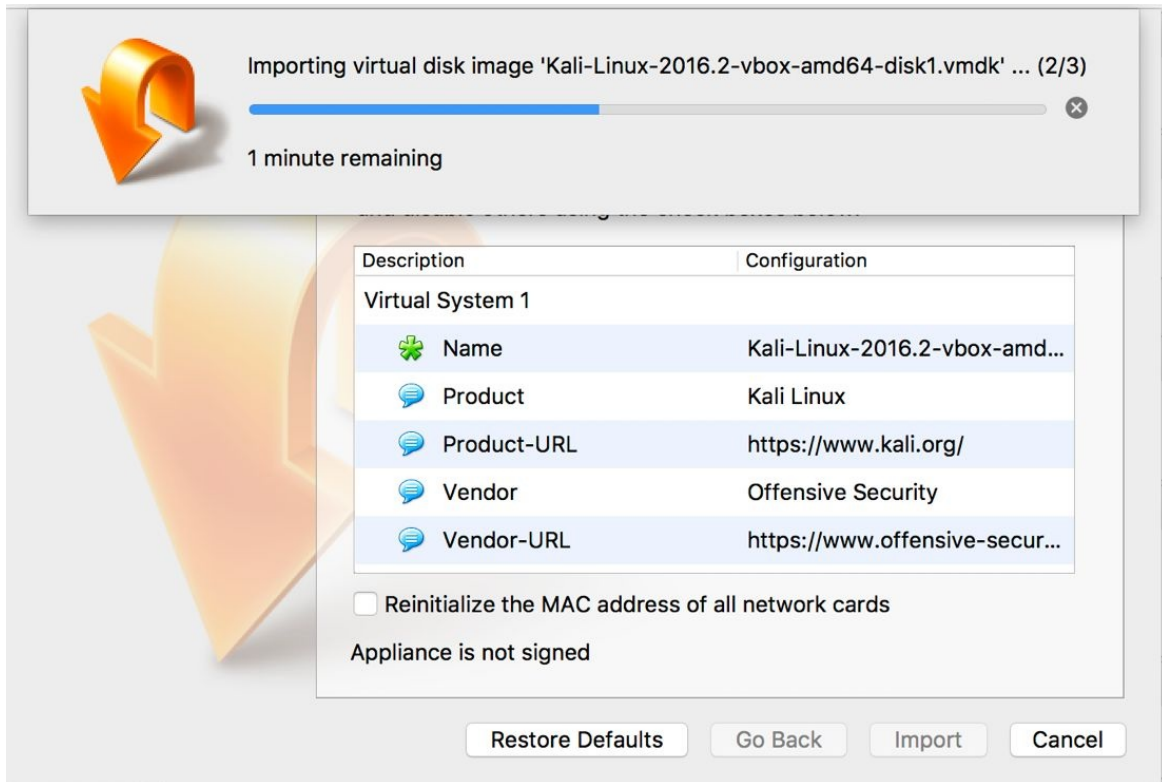 Importing virtual disk image 'Kali-Linux-2016.2-vbox-amd64-disk1.vmdk' ... (2/3)
1 minute remaining
Description Configuration
Virtual System 1
Name Kali-Linux-2016.2-vbox-amd...
Product Kali Linux
Product-URL https://www.kali.org/
Vendor Offensive Security
Vendor-URL https://www.offensive-secur...
Reinitialize the MAC address of all network cards
Appliance is not signed
Restore Defaults Go Back Import Cancel